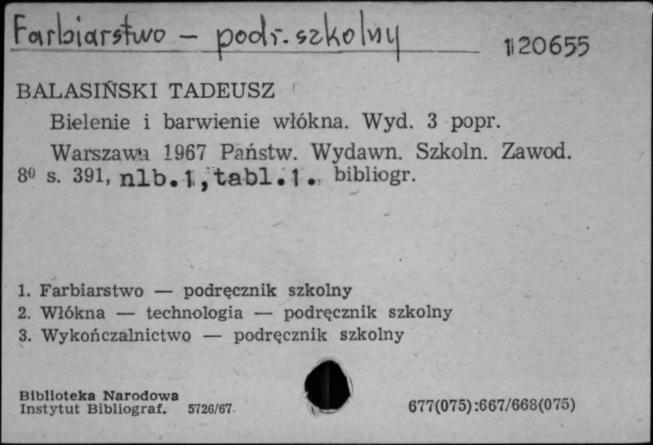 Farbiarstwo – podr. szkolny
1120655
BALASIŃSKI TADEUSZ
Bielenie i barwienie włókna. Wyd. 3 popr.
Warszawa 1967 Państw. Wydawn. Szkoln. Zawod.
8⁰ s. 391, nlb.1, tabl.1. bibliogr.
1. Farbiarstwo — podręcznik szkolny
2. Włókna — technologia — podręcznik szkolny
3. Wykończalnictwo — podręcznik szkolny
Biblioteka Narodowa
Instytut Bibliograf. 5726/67
677(075):667/668(075)